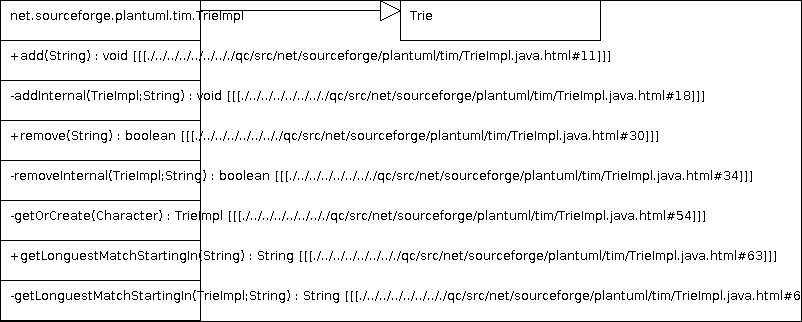 net.sourceforge.plantuml.tim.TrieImpl
Trie
+add(String) : void [[[./../../../../../../../qc/src/net/sourceforge/plantuml/tim/TrieImpl.java.html#11]]]
-addInternal(TrieImpl;String) : void [[[./../../../../../../../qc/src/net/sourceforge/plantuml/tim/TrieImpl.java.html#18]]]
+remove(String) : boolean [[[./../../../../../../../qc/src/net/sourceforge/plantuml/tim/TrieImpl.java.html#30]]]
-removeInternal(TrieImpl;String) : boolean [[[./../../../../../../../qc/src/net/sourceforge/plantuml/tim/TrieImpl.java.html#34]]]
-getOrCreate(Character) : TrieImpl [[[./../../../../../../../qc/src/net/sourceforge/plantuml/tim/TrieImpl.java.html#54]]]
+getLonguestMatchStartingIn(String) : String [[[./../../../../../../../qc/src/net/sourceforge/plantuml/tim/TrieImpl.java.html#63]]]
-getLonguestMatchStartingIn(TrieImpl;String) : String [[[./../../../../../../../qc/src/net/sourceforge/plantuml/tim/TrieImpl.java.html#6